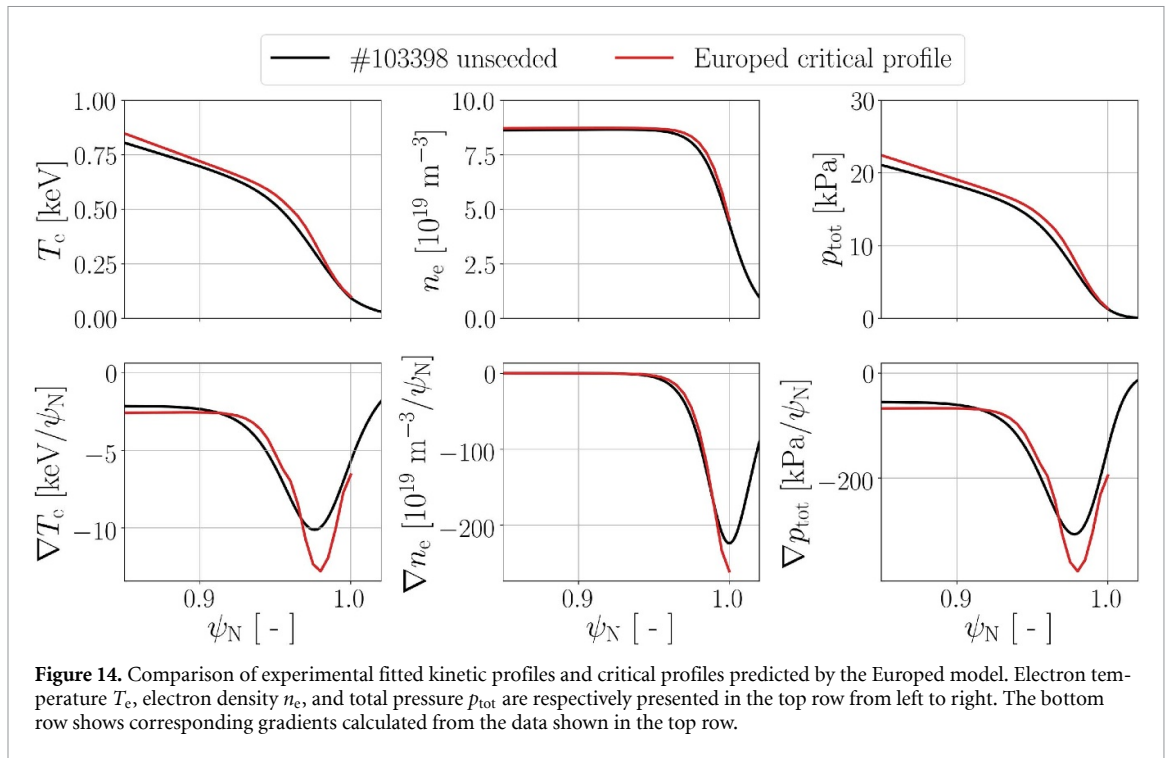 #103398 unseeded
Europed critical profile
1.00
0.75
0.50
0.25
0.00
T_e [keV]
10.0
7.5
5.0
2.5
0.0
n_e [10^19 m^−3]
30
20
10
0
p_tot [kPa]
0
−5
−10
∇T_e [keV/ψ_N]
0.9
1.0
ψ_N [ - ]
0
−100
−200
∇n_e [10^19 m^−3/ψ_N]
0.9
1.0
ψ_N [ - ]
0
−200
∇p_tot [kPa/ψ_N]
0.9
1.0
ψ_N [ - ]
Figure 14. Comparison of experimental fitted kinetic profiles and critical profiles predicted by the Europed model. Electron tem-
perature T_e, electron density n_e, and total pressure p_tot are respectively presented in the top row from left to right. The bottom
row shows corresponding gradients calculated from the data shown in the top row.